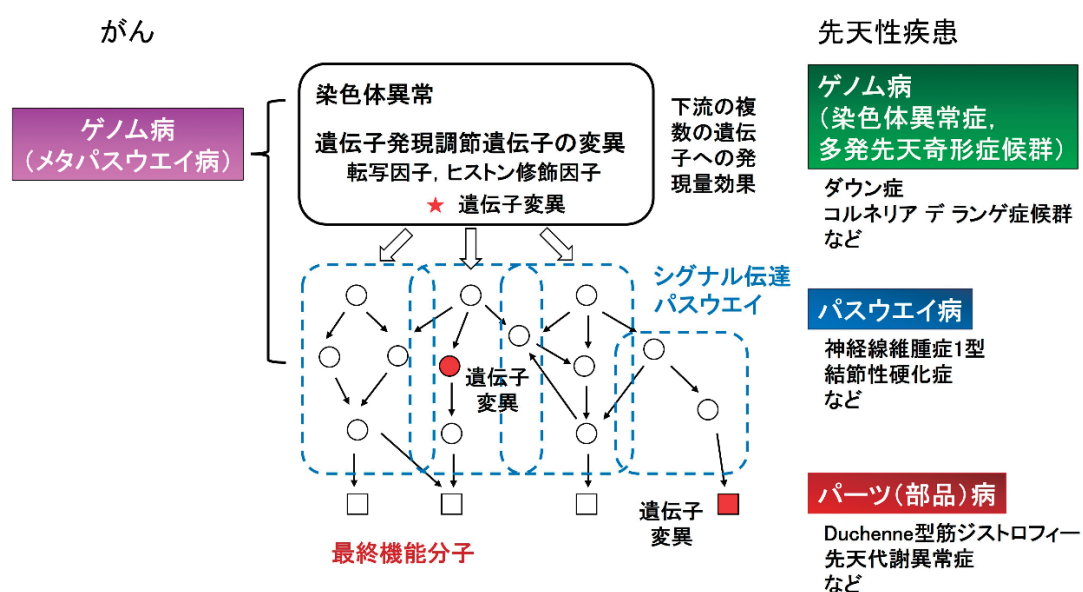 がん
先天性疾患
ゲノム病
(メタパスウエイ病)
染色体異常
遺伝子発現調節遺伝子の変異
転写因子, ヒストン修飾因子
★ 遺伝子変異
下流の複
数の遺伝
子への発
現量効果
ゲノム病
(染色体異常症,
多発先天奇形症候群)
ダウン症
コルネリア デ ランゲ症候群
など
シグナル伝達
パスウエイ
遺伝子
変異
パスウエイ病
神経線維腫症1型
結節性硬化症
など
遺伝子
変異
最終機能分子
パーツ(部品)病
Duchenne型筋ジストロフィー
先天代謝異常症
など